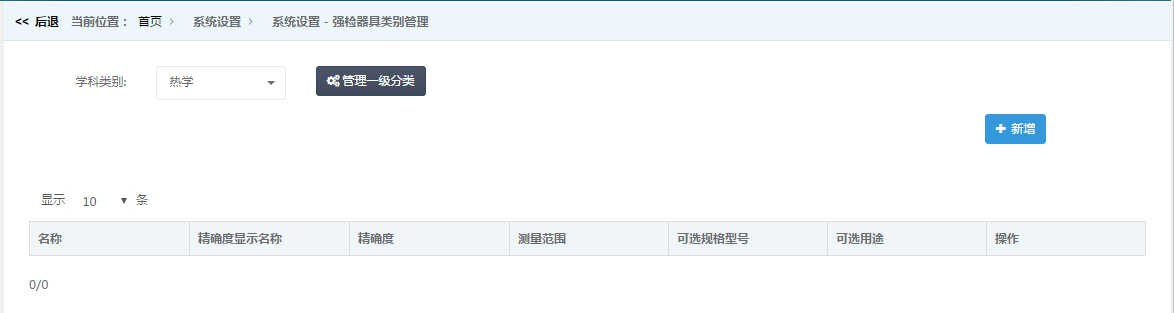 << 后退 当前位置： 首页 > 系统设置 > 系统设置 - 强检器具类别管理
学科类别: 热学 管理一级分类
+ 新增
显示 10 条
名称 精确度显示名称 精确度 测量范围 可选规格型号 可选用途 操作
0/0